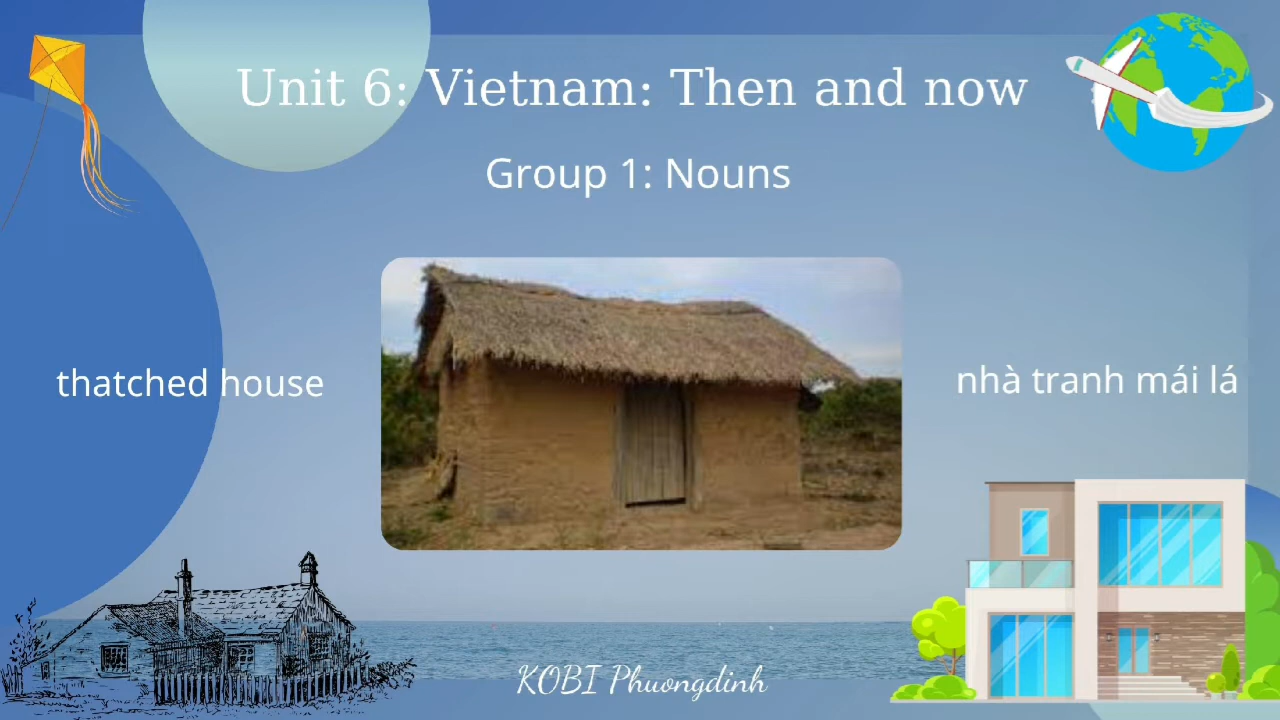 Unit 6: Vietnam: Then and now
Group 1: Nouns
thatched house
nhà tranh mái lá
KOBI Phuongdinh